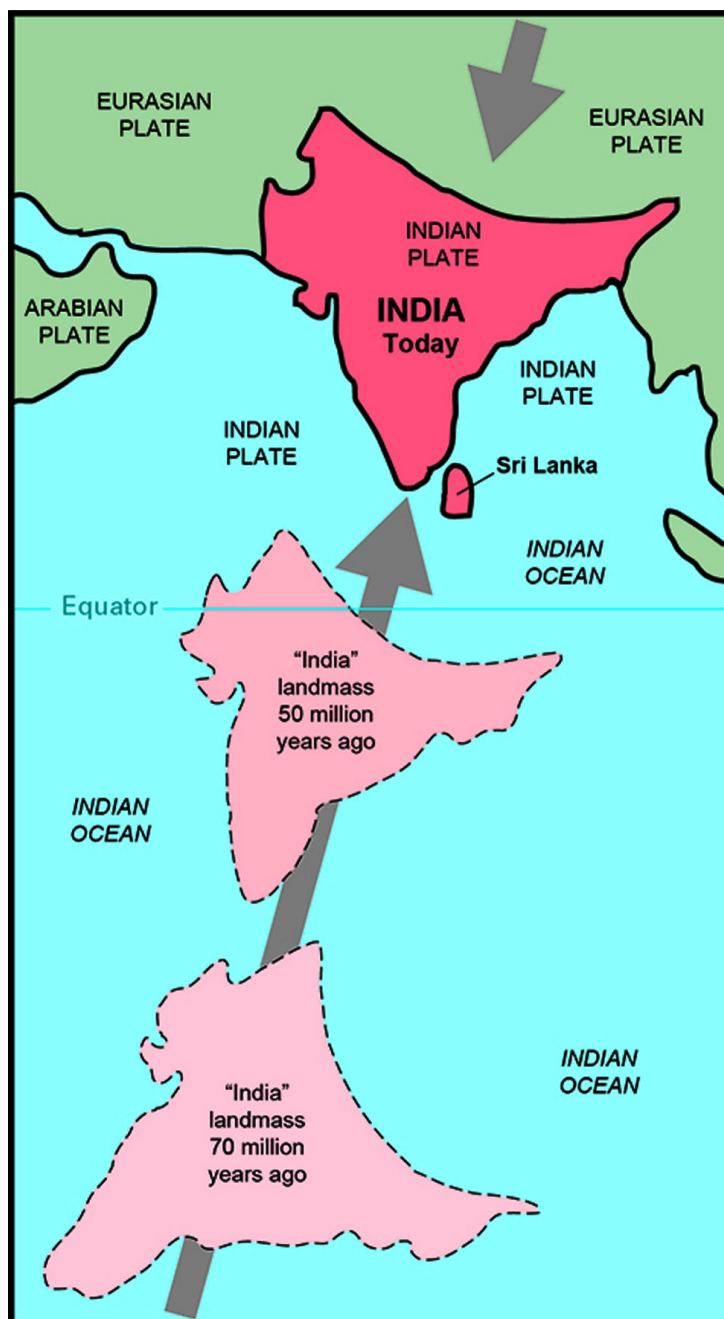 EURASIAN
PLATE
EURASIAN
PLATE
INDIAN
PLATE
ARABIAN
PLATE
INDIA
Today
INDIAN
PLATE
INDIAN
PLATE
Sri Lanka
INDIAN
OCEAN
Equator
“India”
landmass
50 million
years ago
INDIAN
OCEAN
INDIAN
OCEAN
“India”
landmass
70 million
years ago